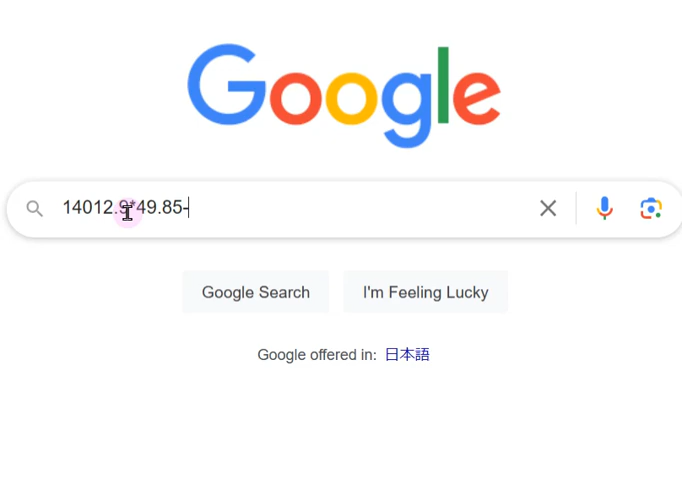 Google
14012.9*49.85-
Google Search
I'm Feeling Lucky
Google offered in: 日本語